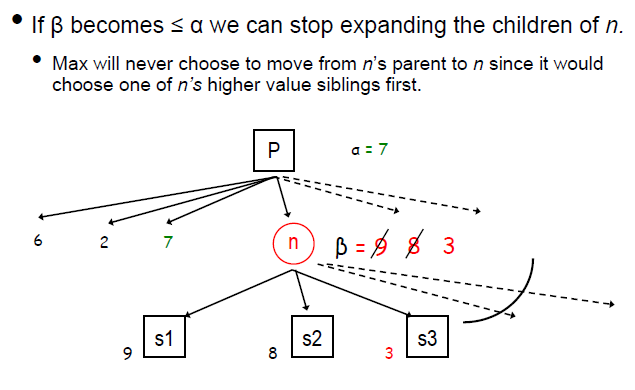 • If β becomes ≤ α we can stop expanding the children of n.
• Max will never choose to move from n's parent to n since it would
choose one of n's higher value siblings first.
P α = 7
6 2 7 n β = 9 8 3
s1 s2 s3
9 8 3